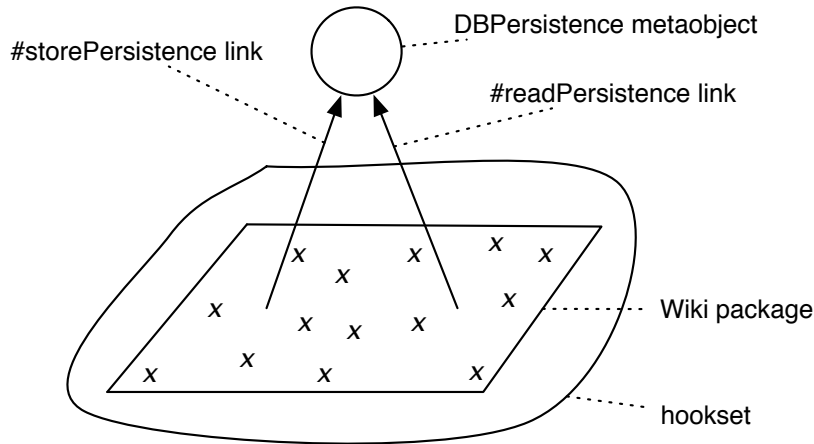 DBPersistence metaobject
#storePersistence link
#readPersistence link
x
x
x
x
x
x
x
x
x
x
x
x
x
x
Wiki package
hookset